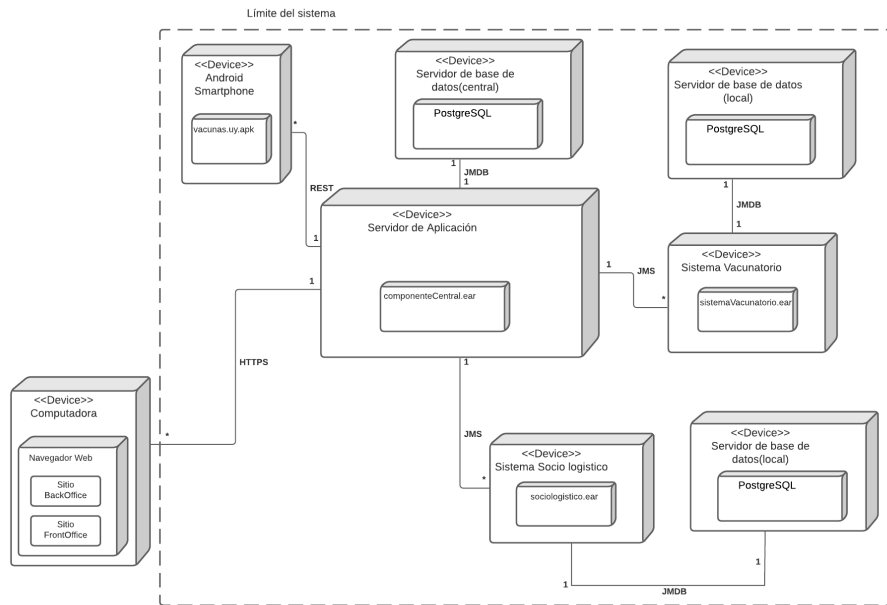 Límite del sistema
<<Device>>
Android
Smartphone
vacunas.uy.apk
<<Device>>
Servidor de base de
datos(central)
PostgreSQL
<<Device>>
Servidor de base de datos
(local)
PostgreSQL
*
REST
1
1
JMDB
1
1
JMDB
1
<<Device>>
Servidor de Aplicación
componenteCentral.ear
1
JMS
*
<<Device>>
Sistema Vacunatorio
sistemaVacunatorio.ear
1
HTTPS
*
<<Device>>
Computadora
Navegador Web
Sitio
BackOffice
Sitio
FrontOffice
1
JMS
*
<<Device>>
Sistema Socio logistico
sociologistico.ear
<<Device>>
Servidor de base de
datos(local)
PostgreSQL
1
JMDB
1